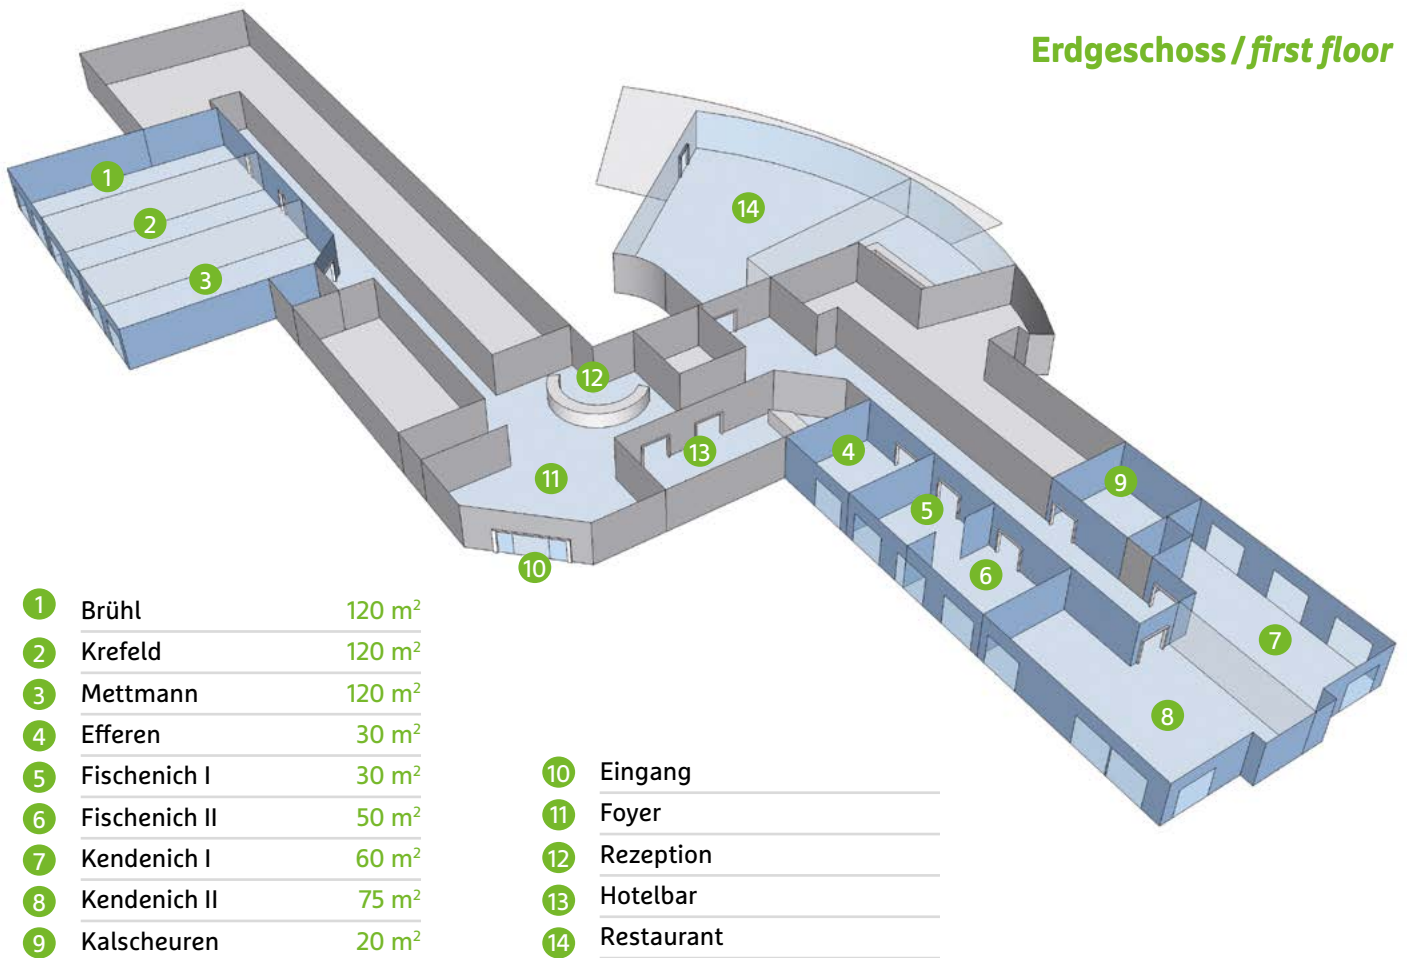 Erdgeschoss / first floor
1
2
3
14
12
13
11
10
4
5
6
9
7
8
1 Brühl 120 m²
2 Krefeld 120 m²
3 Mettmann 120 m²
4 Efferen 30 m²
5 Fischenich I 30 m²
6 Fischenich II 50 m²
7 Kendenich I 60 m²
8 Kendenich II 75 m²
9 Kalscheuren 20 m²
10 Eingang
11 Foyer
12 Rezeption
13 Hotelbar
14 Restaurant